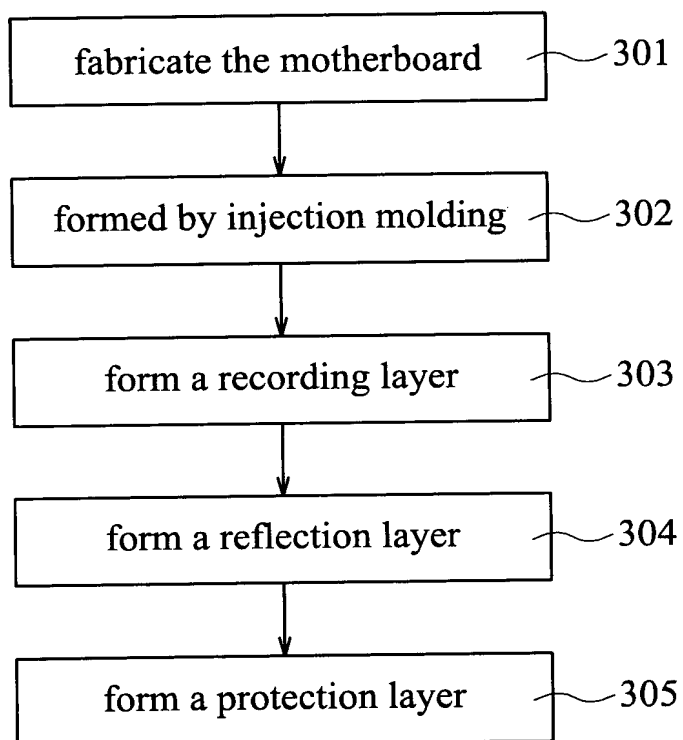 fabricate the motherboard 301
formed by injection molding 302
form a recording layer 303
form a reflection layer 304
form a protection layer 305